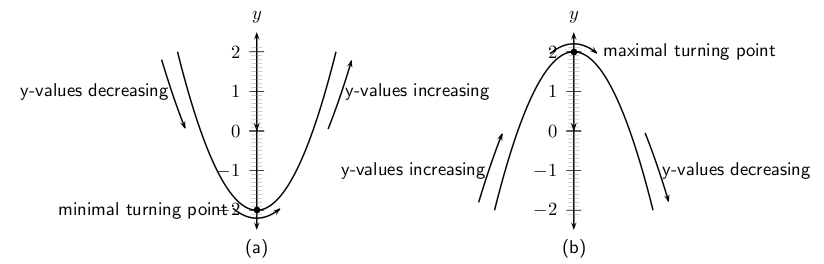 y
y
2
2
maximal turning point
y-values decreasing
1
y-values increasing
1
0
0
y-values increasing
−1
−1
y-values decreasing
minimal turning point
−2
−2
(a)
(b)